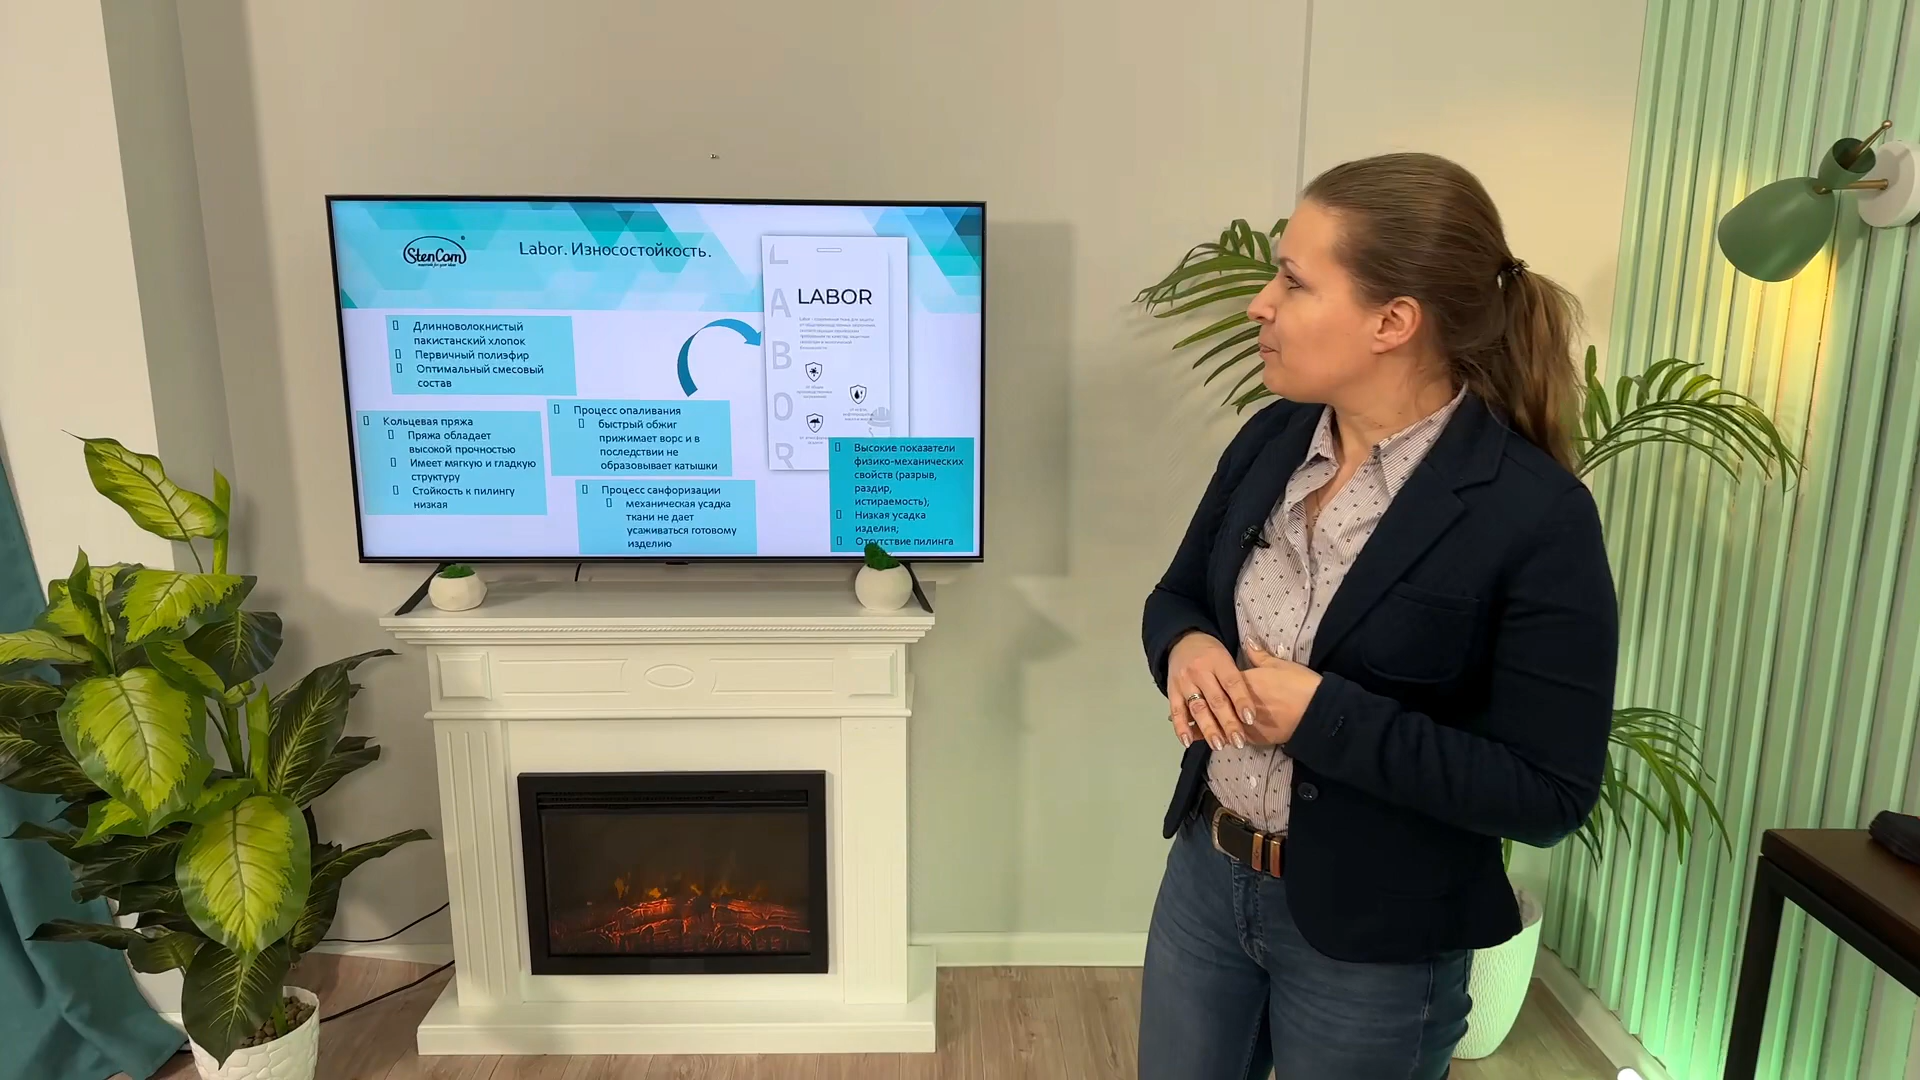 StenCom
Labor. Износостойкость.
LABOR
LABOR
Длинноволокнистый
пакистанский хлопок
Первичный полиэфир
Оптимальный смесовый
состав
Кольцевая пряжа
Пряжа обладает
высокой прочностью
Имеет мягкую и гладкую
структуру
Стойкость к пилингу
низкая
Процесс опаливания
быстрый обжиг
прижимает ворс и в
последствии не
образовывает катышки
Процесс санфоризации
механическая усадка
ткани не дает
усаживаться готовому
изделию
Высокие показатели
физико-механических
свойств (разрыв,
раздир,
истираемость);
Низкая усадка
изделия;
Отсутствие пилинга